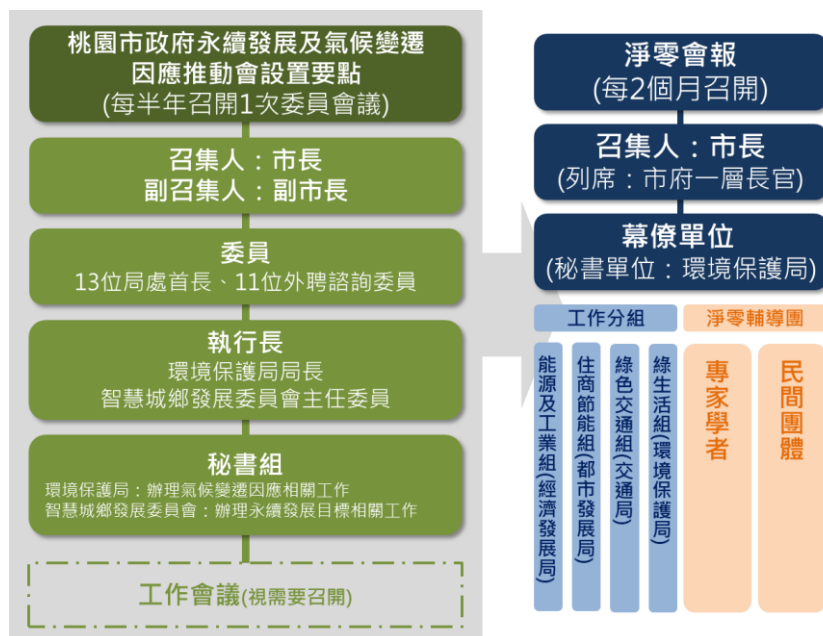 桃園市政府永續發展及氣候變遷
因應推動會設置要點
(每半年召開1次委員會議)
召集人：市長
副召集人：副市長
委員
13位局處首長、11位外聘諮詢委員
執行長
環境保護局局長
智慧城鄉發展委員會主任委員
秘書組
環境保護局：辦理氣候變遷因應相關工作
智慧城鄉發展委員會：辦理永續發展目標相關工作
工作會議(視需要召開)
淨零會報
(每2個月召開)
召集人：市長
(列席：市府一層長官)
幕僚單位
(秘書單位：環境保護局)
工作分組
淨零輔導團
能源及工業組(經濟發展局)
住商節能組(都市發展局)
綠色交通組(交通局)
綠生活組(環境保護局)
專家學者
民間團體